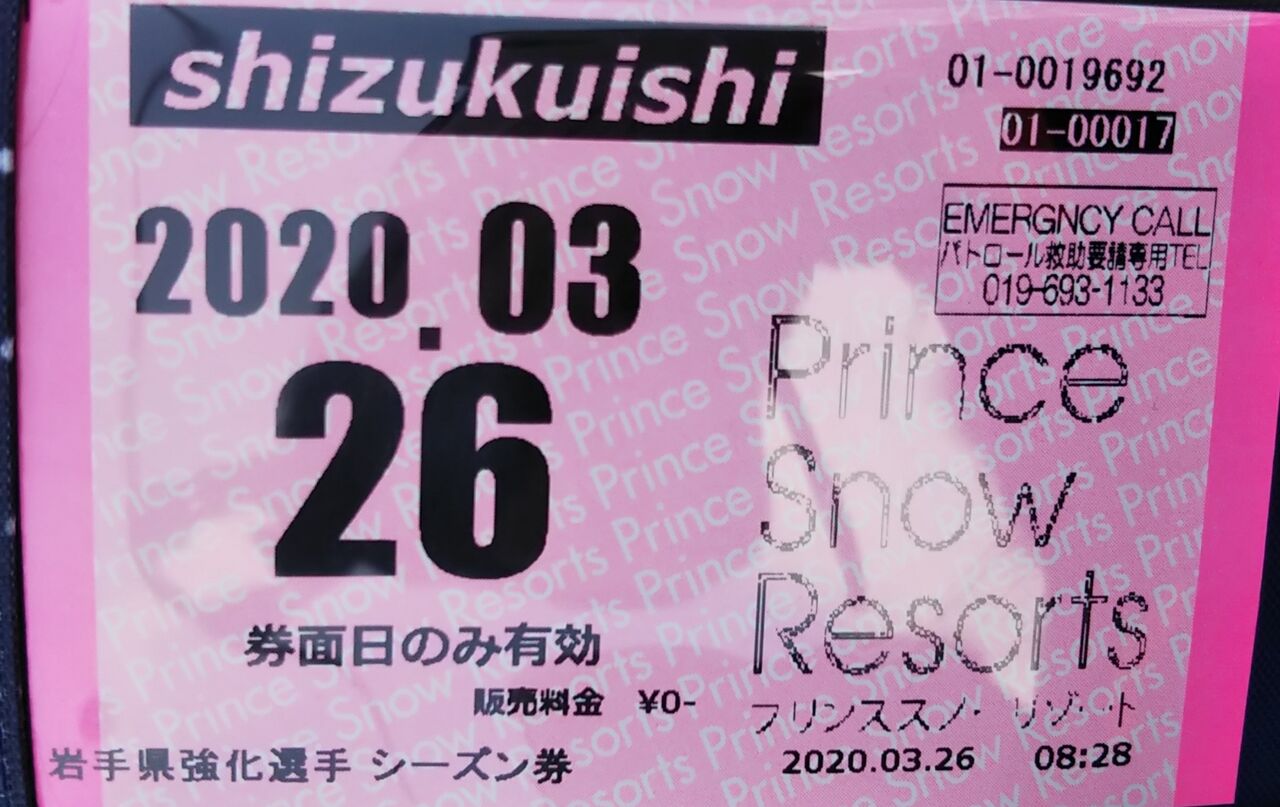 shizukuishi
01-0019692
01-00017
EMERGNCY CALL
パトロール救助要請専用TEL
019-693-1133
2020.03
26
Prince
Snow
Resorts
プリンススノーリゾート
券面日のみ有効
販売料金 ¥0-
岩手県強化選手 シーズン券
2020.03.26 08:28